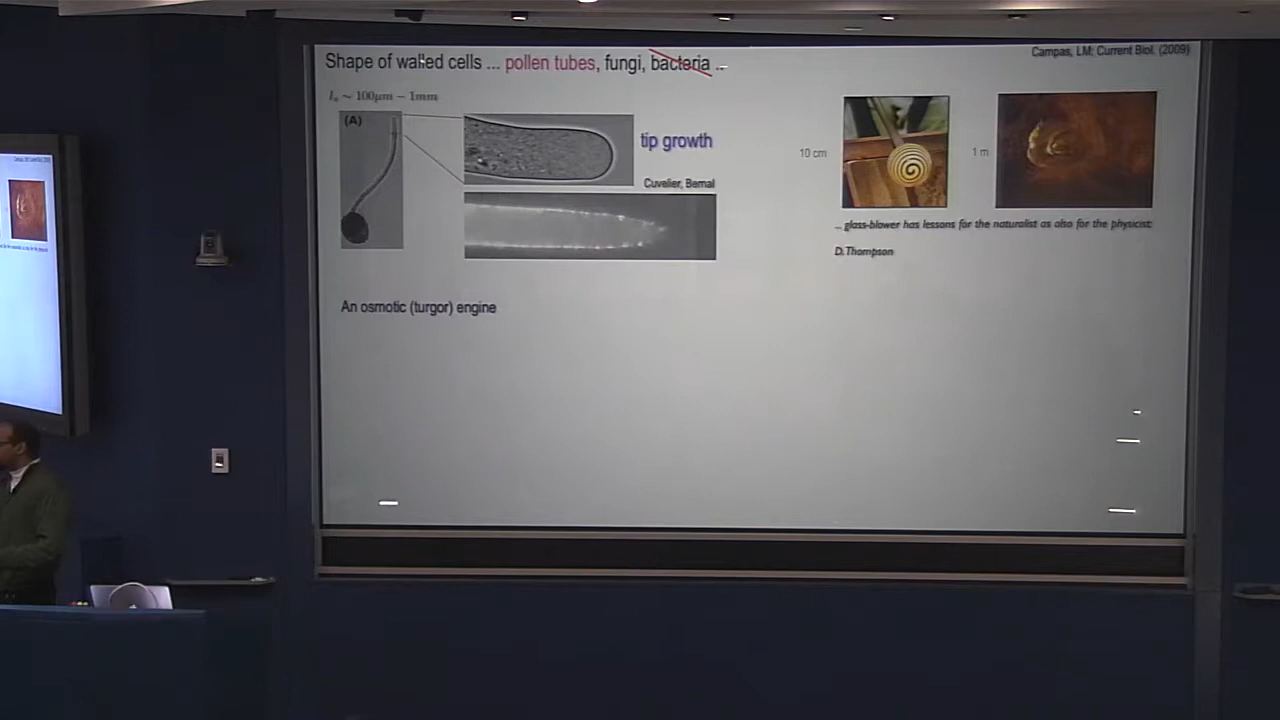 Shape of walled cells ... pollen tubes, fungi, bacteria ...
Campas, LM; Current Biol. (2009)
l₀ ~ 100μm − 1mm
(A)
tip growth
Cuvelier, Bernal
10 cm
1 m
... glass-blower has lessons for the naturalist as also for the physicist:
D. Thompson
An osmotic (turgor) engine